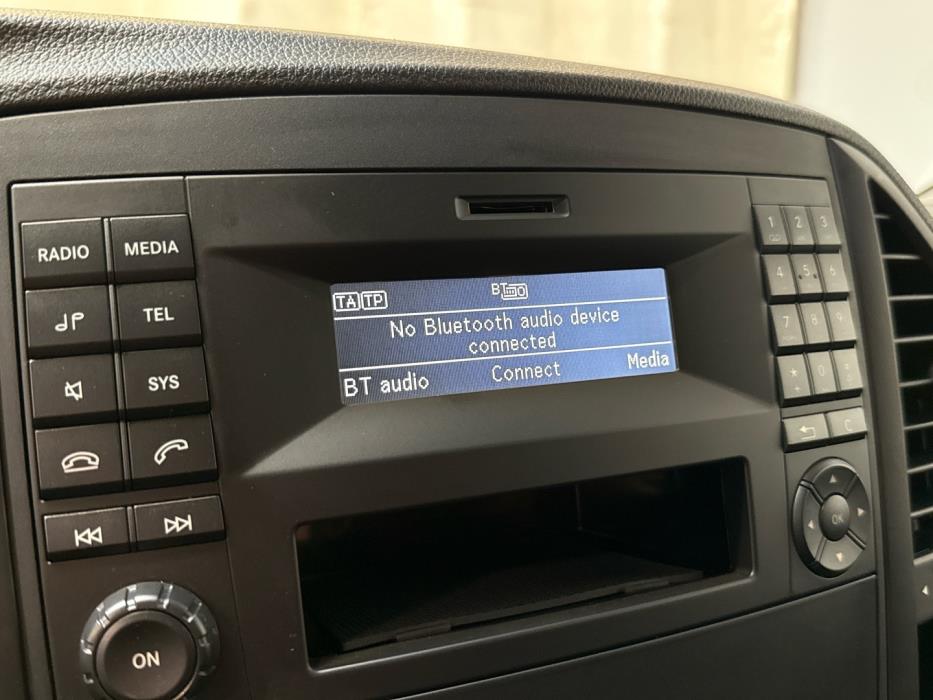 RADIO MEDIA
TEL
SYS
ON
TA TP BT
No Bluetooth audio device
connected
BT audio Connect Media
1 2 3
4 5 6
7 8 9
* 0
+
C
OK